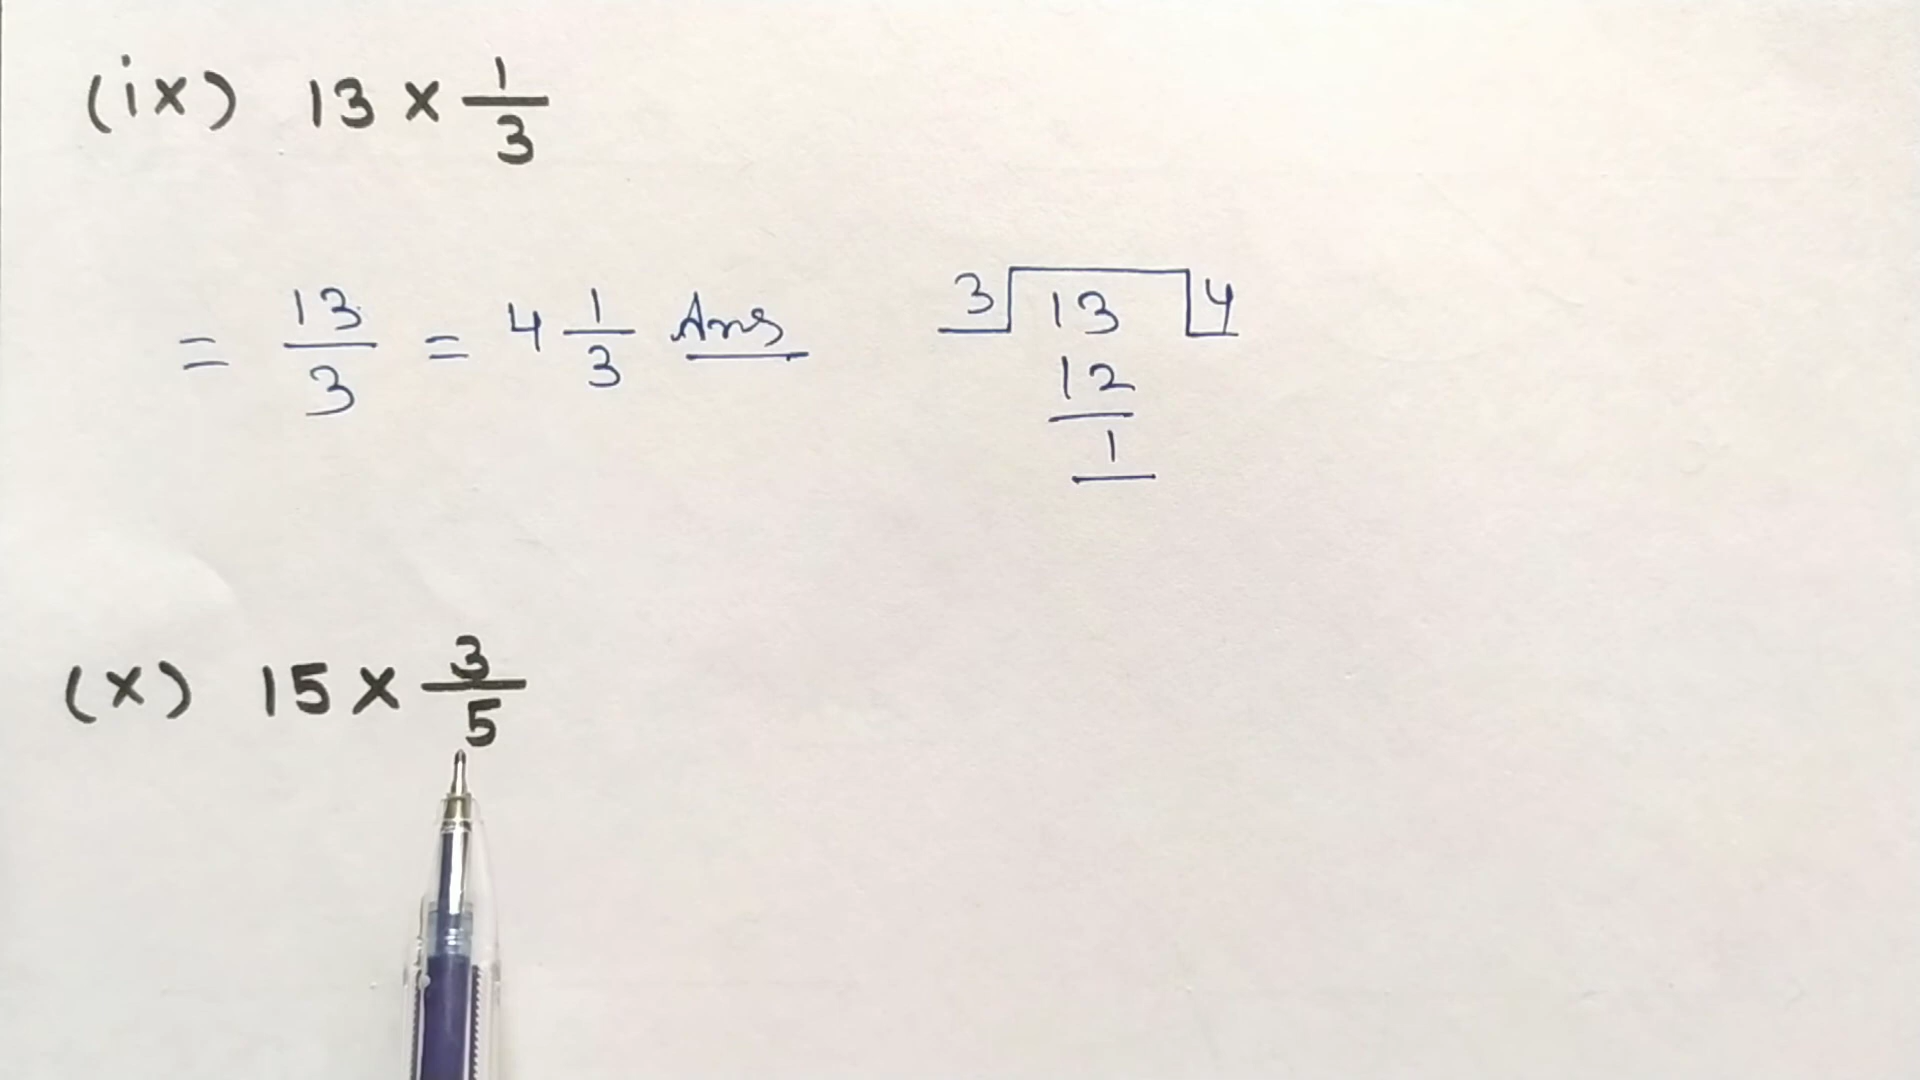 (ix) 13 × 1/3
= 13/3 = 4 1/3 Ans
3 13 4
12
1
(x) 15 × 3/5